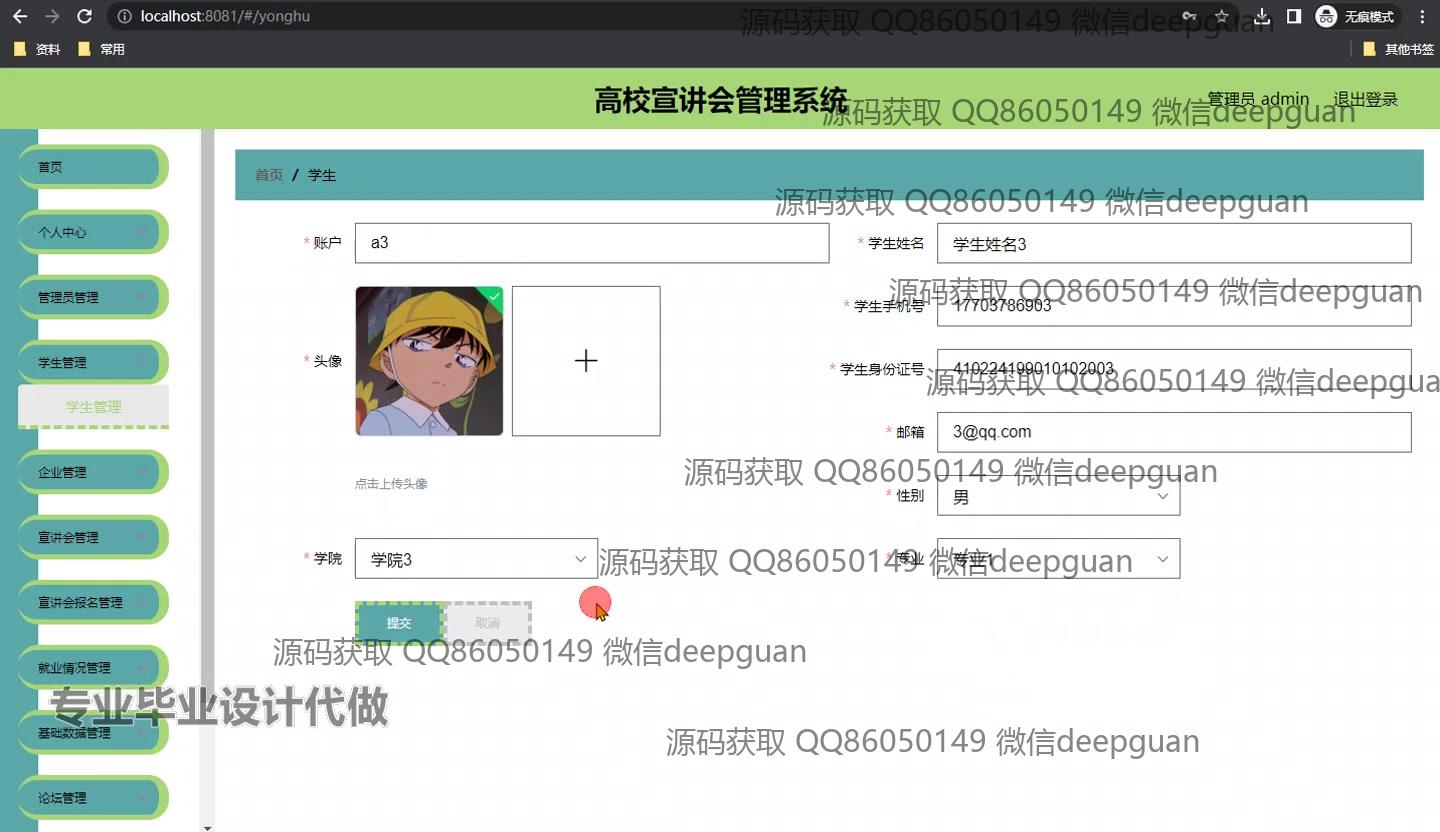 localhost:8081/#/yonghu
无痕模式
资料
常用
其他书签
源码获取 QQ86050149 微信deepguan
高校宣讲会管理系统
管理员 admin
退出登录
源码获取 QQ86050149 微信deepguan
首页
个人中心
管理员管理
学生管理
学生管理
企业管理
宣讲会管理
宣讲会报名管理
就业情况管理
基础数据管理
论坛管理
首页 / 学生
源码获取 QQ86050149 微信deepguan
* 账户
a3
* 学生姓名
学生姓名3
源码获取 QQ86050149 微信deepguan
* 学生手机号
17703786903
* 头像
点击上传头像
* 学生身份证号
410224199010102003
源码获取 QQ86050149 微信deepgua
* 邮箱
3@qq.com
源码获取 QQ86050149 微信deepguan
* 性别
男
* 学院
学院3
源码获取 QQ86050149 微信deepguan
* 专业
专业1
提交
取消
源码获取 QQ86050149 微信deepguan
专业毕业设计代做
源码获取 QQ86050149 微信deepguan